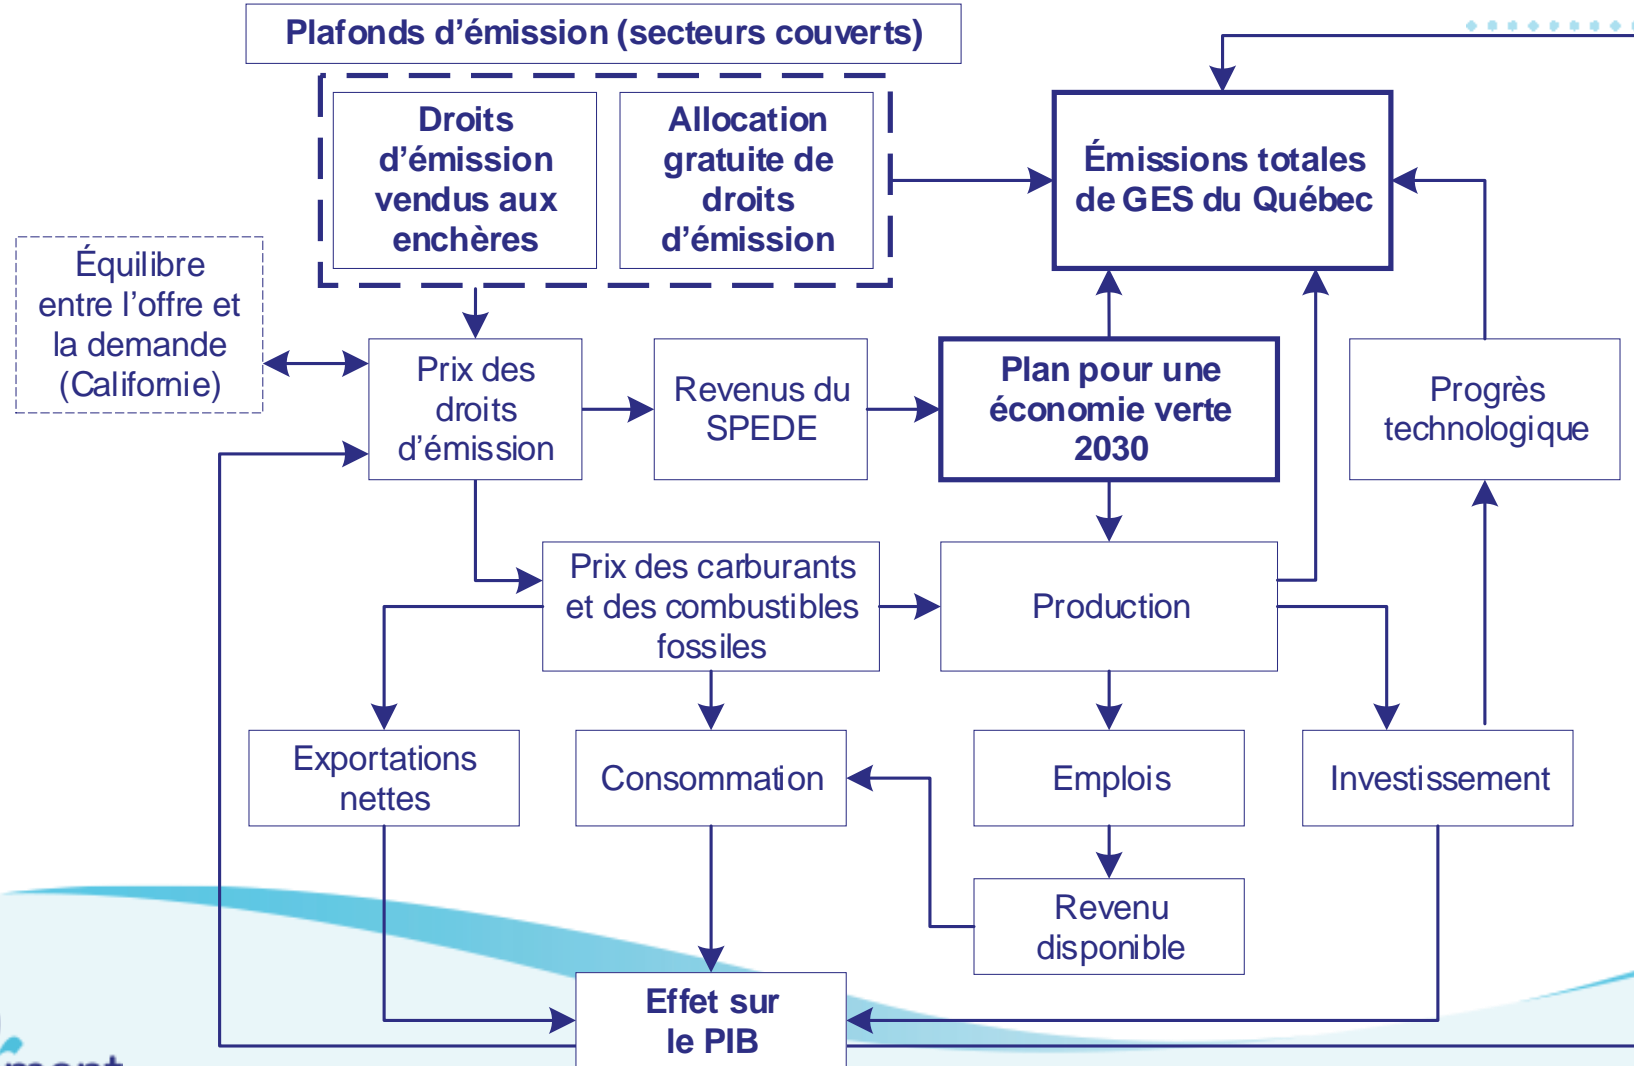 Plafonds d’émission (secteurs couverts)
Droits
d’émission
vendus aux
enchères
Allocation
gratuite de
droits
d’émission
Émissions totales
de GES du Québec
Équilibre
entre l’offre et
la demande
(Californie)
Prix des
droits
d’émission
Revenus du
SPEDE
Plan pour une
économie verte
2030
Progrès
technologique
Prix des carburants
et des combustibles
fossiles
Production
Exportations
nettes
Consommation
Emplois
Investissement
Revenu
disponible
Effet sur
le PIB